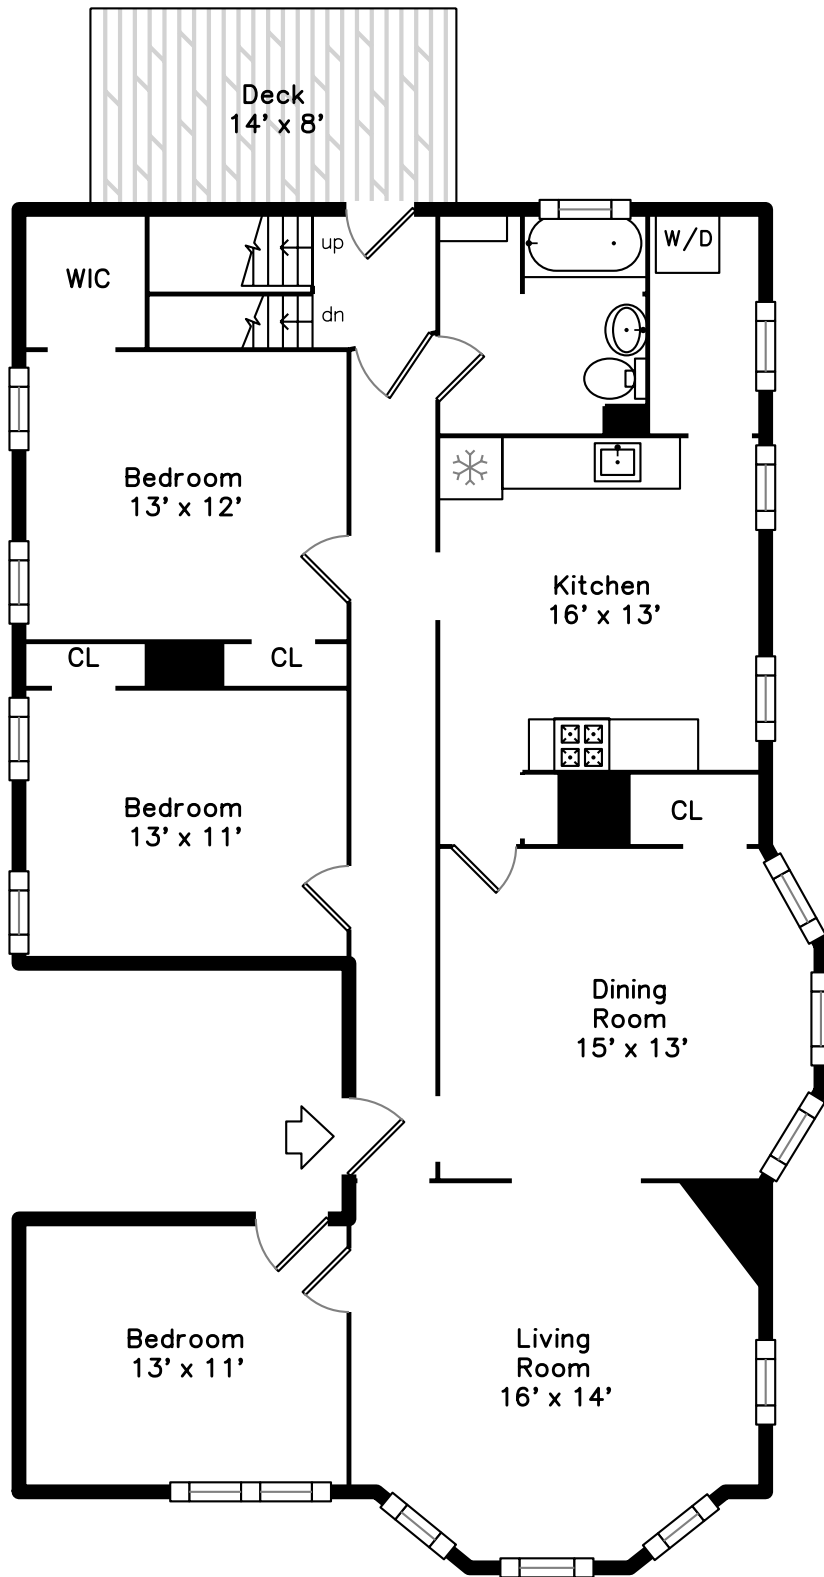 Deck
14' x 8'
WIC
up
dn
W/D
Bedroom
13' x 12'
Kitchen
16' x 13'
CL
CL
Bedroom
13' x 11'
CL
Dining
Room
15' x 13'
Bedroom
13' x 11'
Living
Room
16' x 14'